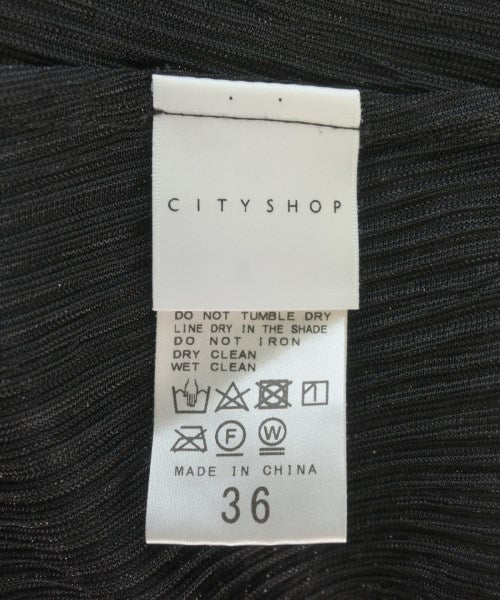 CITYSHOP
DO NOT TUMBLE DRY
LINE DRY IN THE SHADE
DO NOT IRON
DRY CLEAN
WET CLEAN
F W
MADE IN CHINA
36